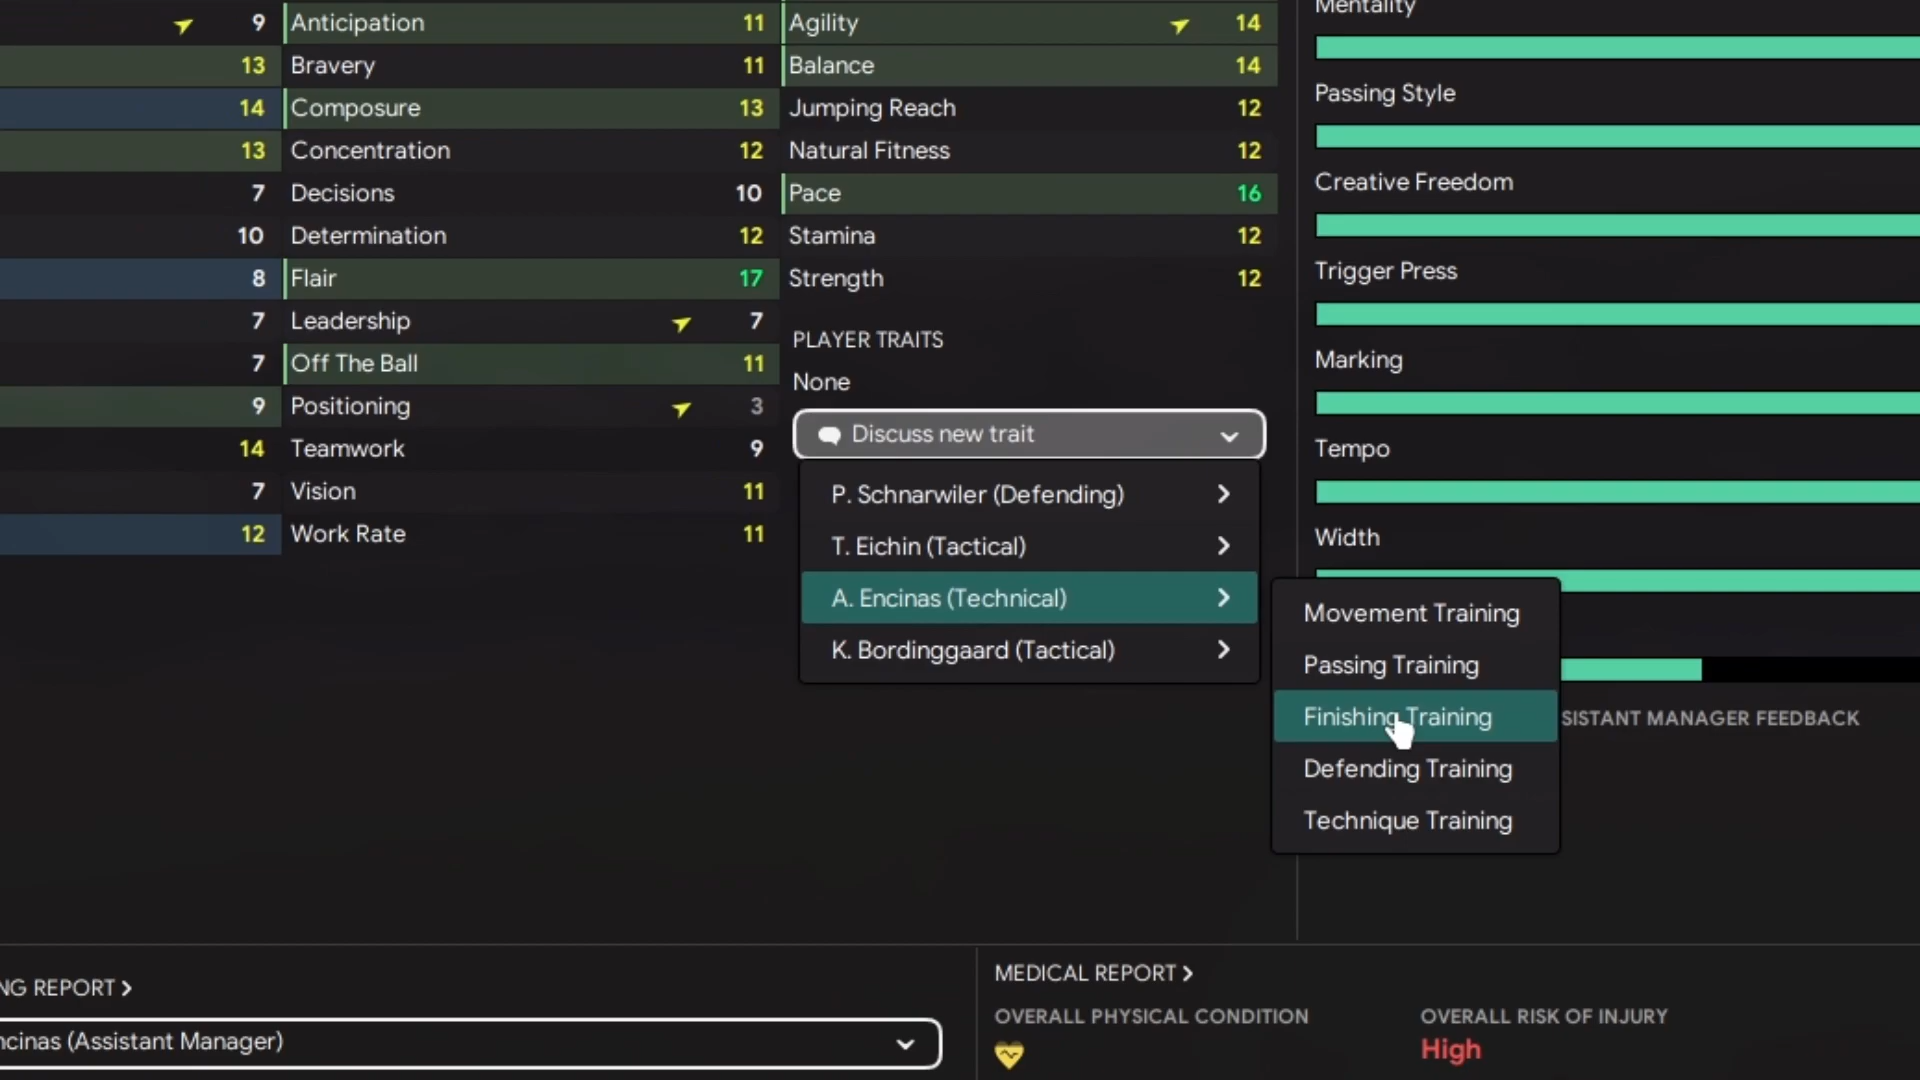 9 Anticipation 11 Agility 14
Mentality
13 Bravery 11 Balance 14
14 Composure 13 Jumping Reach 12
Passing Style
13 Concentration 12 Natural Fitness 12
7 Decisions 10 Pace 16
Creative Freedom
10 Determination 12 Stamina 12
8 Flair 17 Strength 12
Trigger Press
7 Leadership 7
PLAYER TRAITS
7 Off The Ball 11
Marking
None
9 Positioning 3
Discuss new trait
14 Teamwork 9
Tempo
7 Vision 11
P. Schnarwiler (Defending)
12 Work Rate 11
Width
T. Eichin (Tactical)
A. Encinas (Technical)
K. Bordinggaard (Tactical)
Movement Training
Passing Training
Finishing Training
Defending Training
Technique Training
SISTANT MANAGER FEEDBACK
NG REPORT
ncinas (Assistant Manager)
MEDICAL REPORT
OVERALL PHYSICAL CONDITION
OVERALL RISK OF INJURY
High